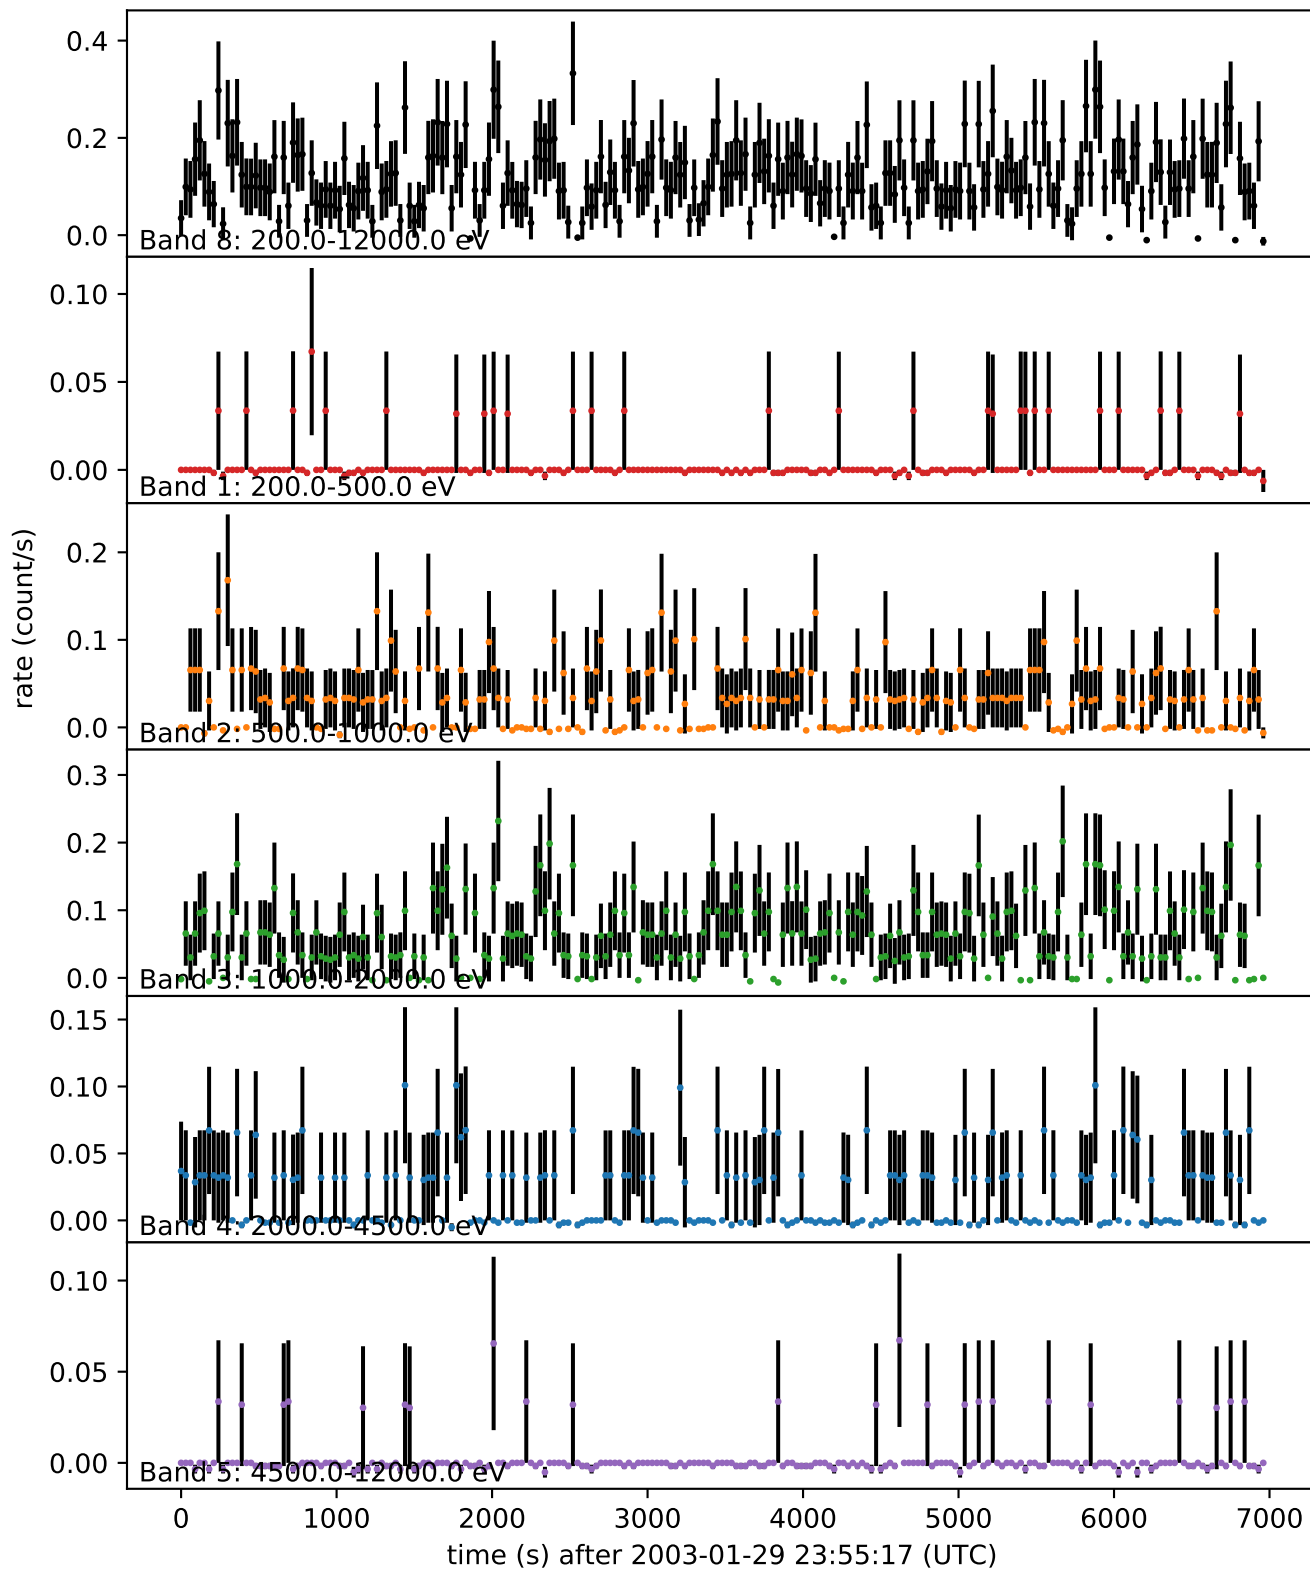 0.4
0.2
0.0
Band 8: 200.0-12000.0 eV
0.10
0.05
0.00
Band 1: 200.0-500.0 eV
rate (count/s)
0.2
0.1
0.0
Band 2: 500.0-1000.0 eV
0.3
0.2
0.1
0.0
Band 3: 1000.0-2000.0 eV
0.15
0.10
0.05
0.00
Band 4: 2000.0-4500.0 eV
0.10
0.05
0.00
Band 5: 4500.0-12000.0 eV
0 1000 2000 3000 4000 5000 6000 7000
time (s) after 2003-01-29 23:55:17 (UTC)